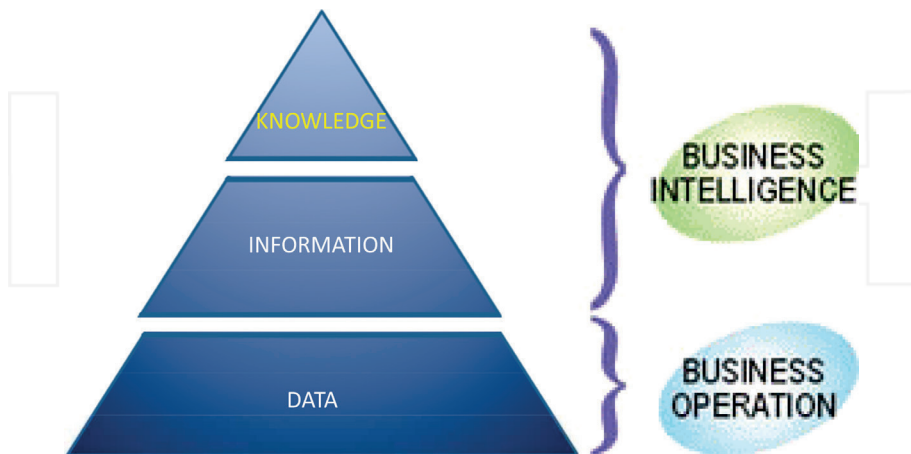 KNOWLEDGE
INFORMATION
DATA
BUSINESS
INTELLIGENCE
BUSINESS
OPERATION